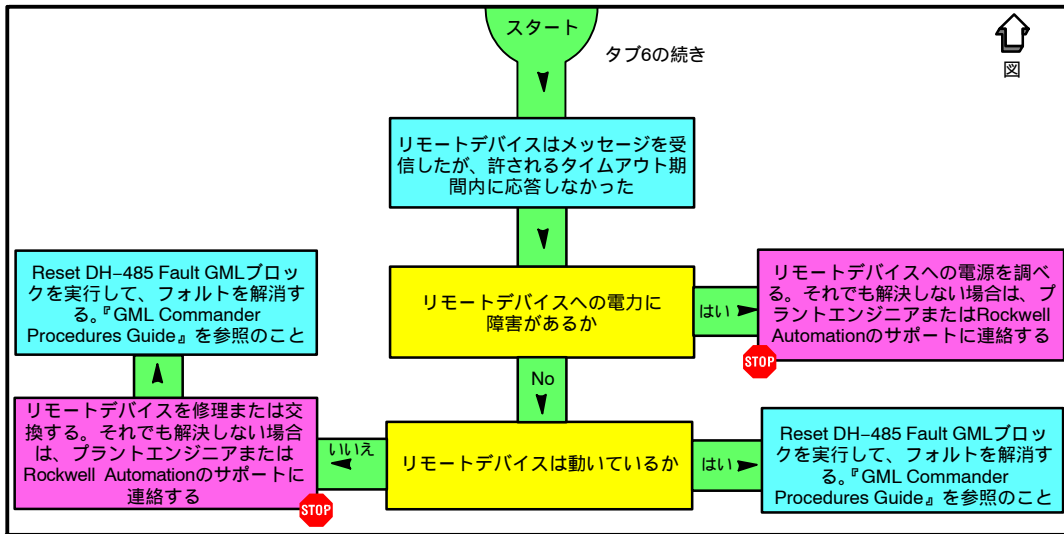 スタート
タブ6の続き
図
リモートデバイスはメッセージを受
信したが、許されるタイムアウト期
間内に応答しなかった
Reset DH–485 Fault GMLブロッ
クを実行して、フォルトを解消す
る。『GML Commander
Procedures Guide』を参照のこと
リモートデバイスへの電力に
障害があるか
はい
リモートデバイスへの電源を調べ
る。それでも解決しない場合は、プ
ラントエンジニアまたはRockwell
Automationのサポートに連絡する
STOP
No
リモートデバイスを修理または交
換する。それでも解決しない場合
は、プラントエンジニアまたは
Rockwell Automationのサポートに
連絡する
STOP
いいえ
リモートデバイスは動いているか
はい
Reset DH–485 Fault GMLブロッ
クを実行して、フォルトを解消す
る。『GML Commander
Procedures Guide』を参照のこと